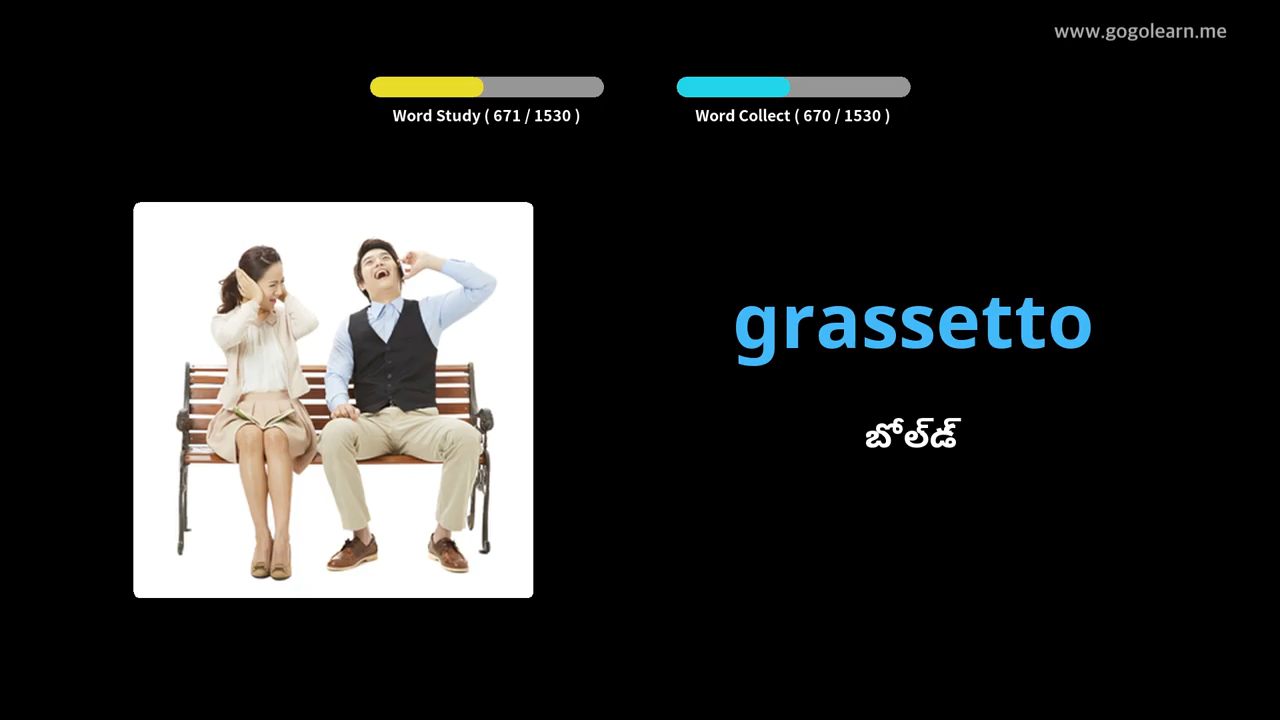 www.gogolearn.me
Word Study ( 671 / 1530 )
Word Collect ( 670 / 1530 )
grassetto
బోల్డ్